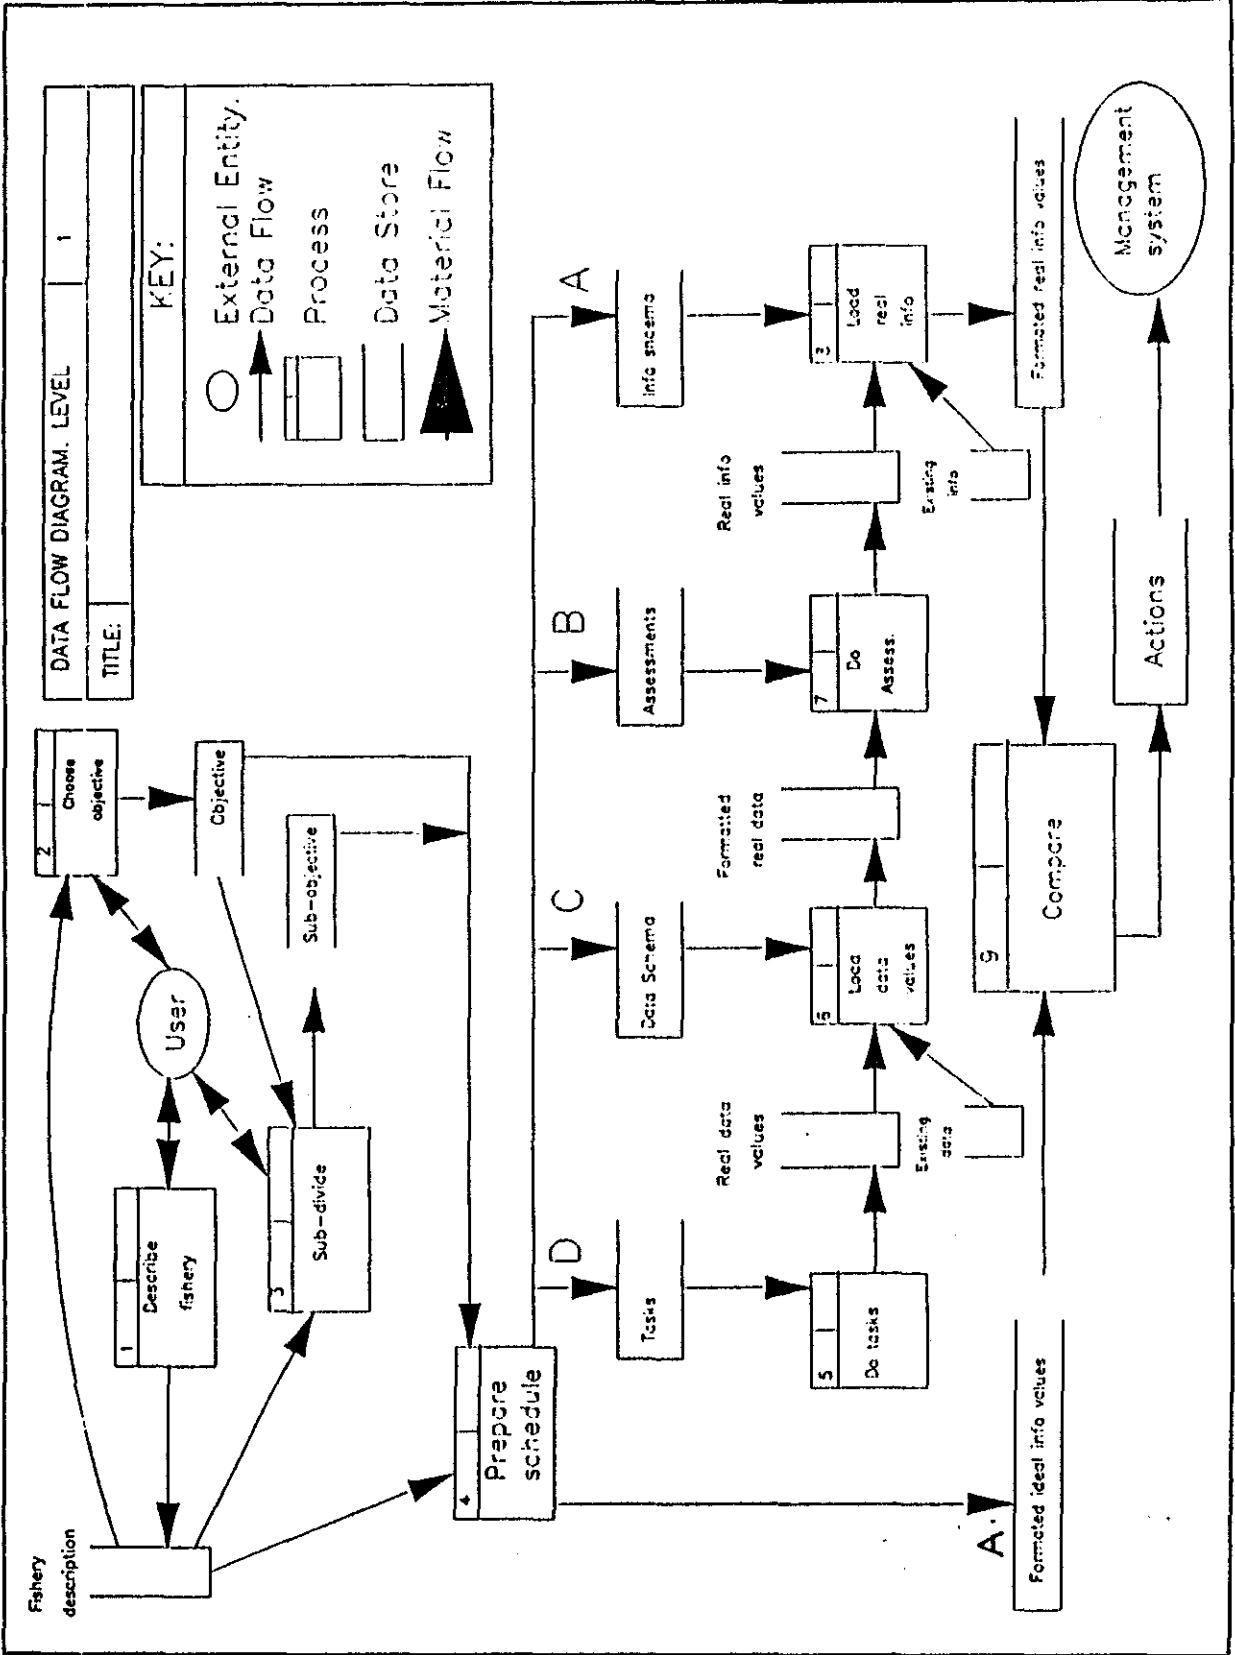 Fishery
description
1
Describe
fishery
User
2
Choose
objective
Objective
3
Sub-divide
Sub-objective
DATA FLOW DIAGRAM. LEVEL
1
TITLE:
KEY:
External Entity.
Data Flow
Process
Data Store
Material Flow
4
Prepare
schedule
D
C
B
A
Tasks
Data Schema
Assessments
Info
Real data
values
Formatted
real data
Real info
values
5
Do tasks
6
Load
data
values
7
Do
Assess.
Load
real
info
Existing
data
Existing
info
A'
Formated ideal info values
9
Compare
Formated real info values
Actions
Management
system